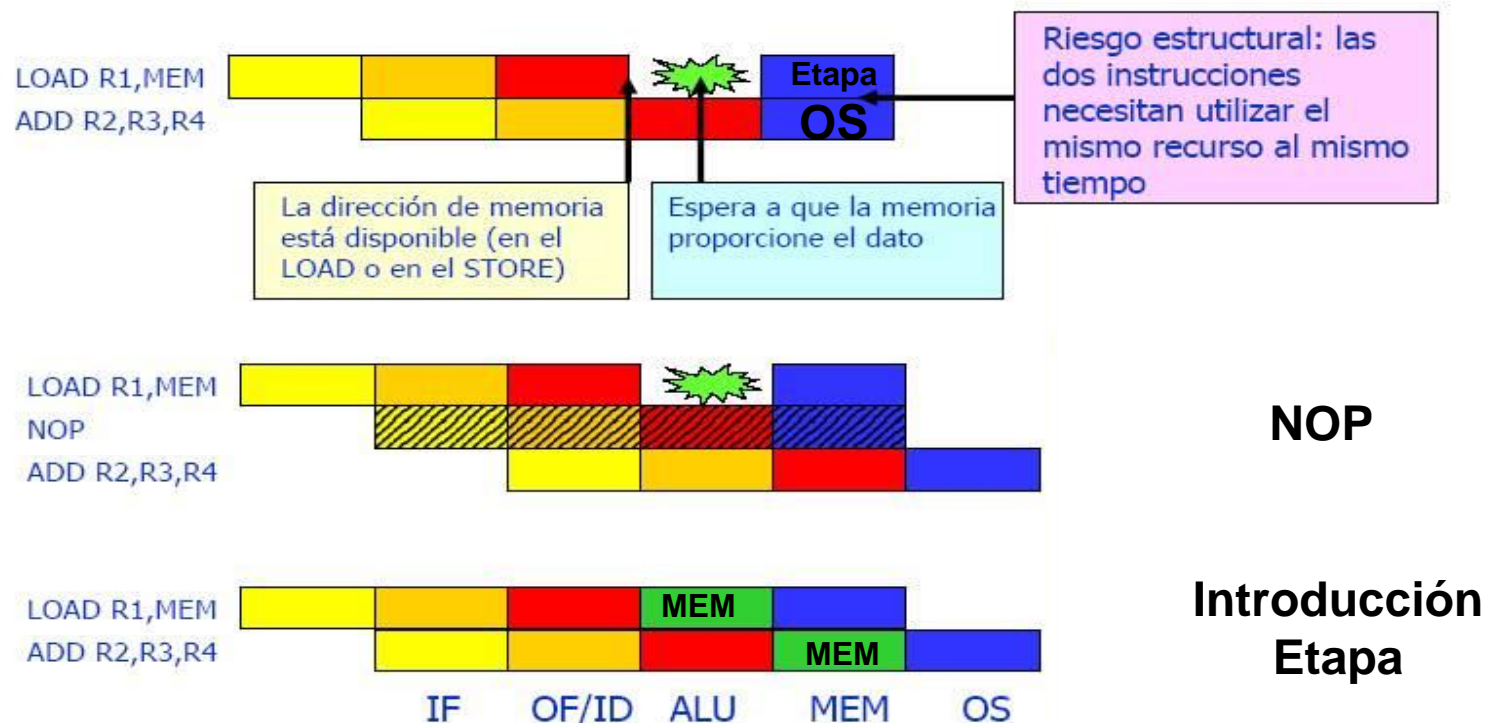 LOAD R1,MEM
ADD R2,R3,R4
Etapa
OS
Riesgo estructural: las
dos instrucciones
necesitan utilizar el
mismo recurso al mismo
tiempo
La dirección de memoria
está disponible (en el
LOAD o en el STORE)
Espera a que la memoria
proporcione el dato
LOAD R1,MEM
NOP
ADD R2,R3,R4
NOP
LOAD R1,MEM
MEM
ADD R2,R3,R4
MEM
Introducción
Etapa
IF OF/ID ALU MEM OS